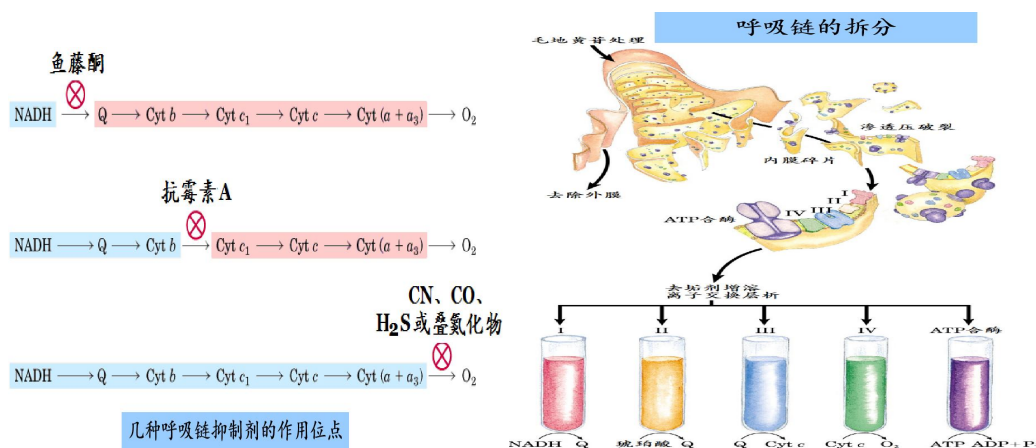 鱼藤酮
NADH → Q → Cyt b → Cyt c₁ → Cyt c → Cyt (a + a₃) → O₂
抗霉素A
NADH → Q → Cyt b → Cyt c₁ → Cyt c → Cyt (a + a₃) → O₂
CN、CO、
H₂S或叠氮化物
NADH → Q → Cyt b → Cyt c₁ → Cyt c → Cyt (a + a₃) → O₂
几种呼吸链抑制剂的作用位点
呼吸链的拆分
毛地黄苷处理
渗透压破裂
内膜碎片
去除外膜
ATP合酶
IV
III
II
I
去垢剂增溶
离子交换层析
I II III IV ATP合酶
NADH Q 琥珀酸 Q Q Cyt c Cyt c O₂ ATP ADP+P